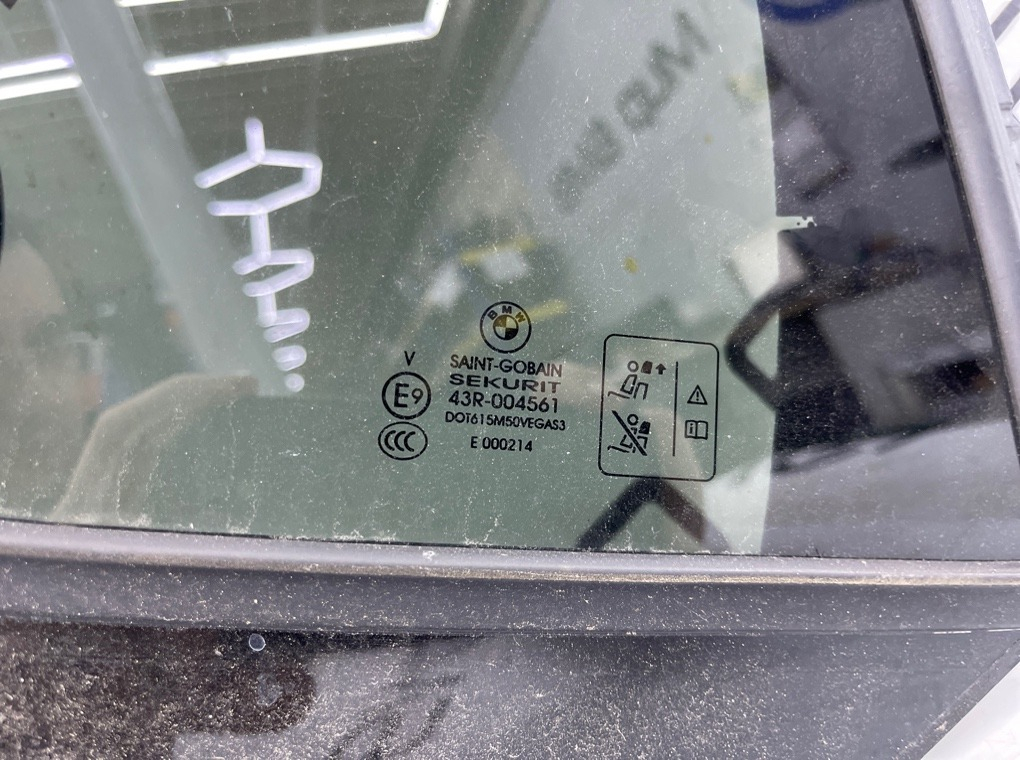 BMW
V
SAINT-GOBAIN
SEKURIT
E9
43R-004561
DOT615M50VEGAS3
CCC
E 000214